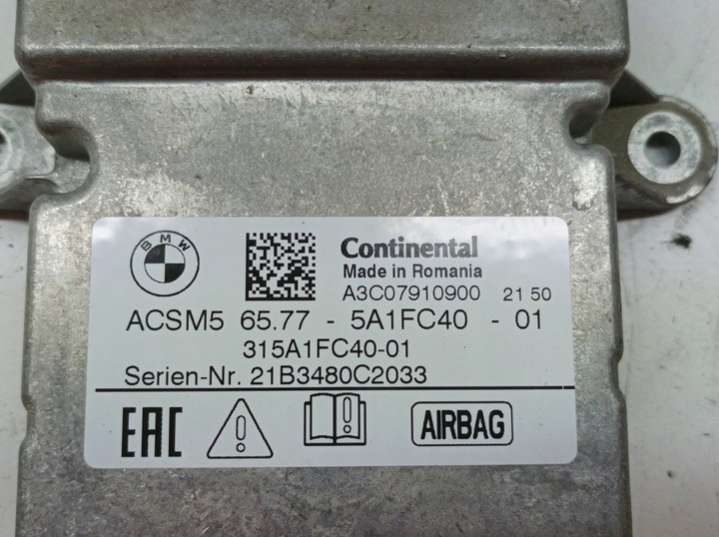 BMW
Continental
Made in Romania
A3C07910900 21 50
ACSM5 65.77 - 5A1FC40 - 01
315A1FC40-01
Serien-Nr. 21B3480C2033
EAC
AIRBAG